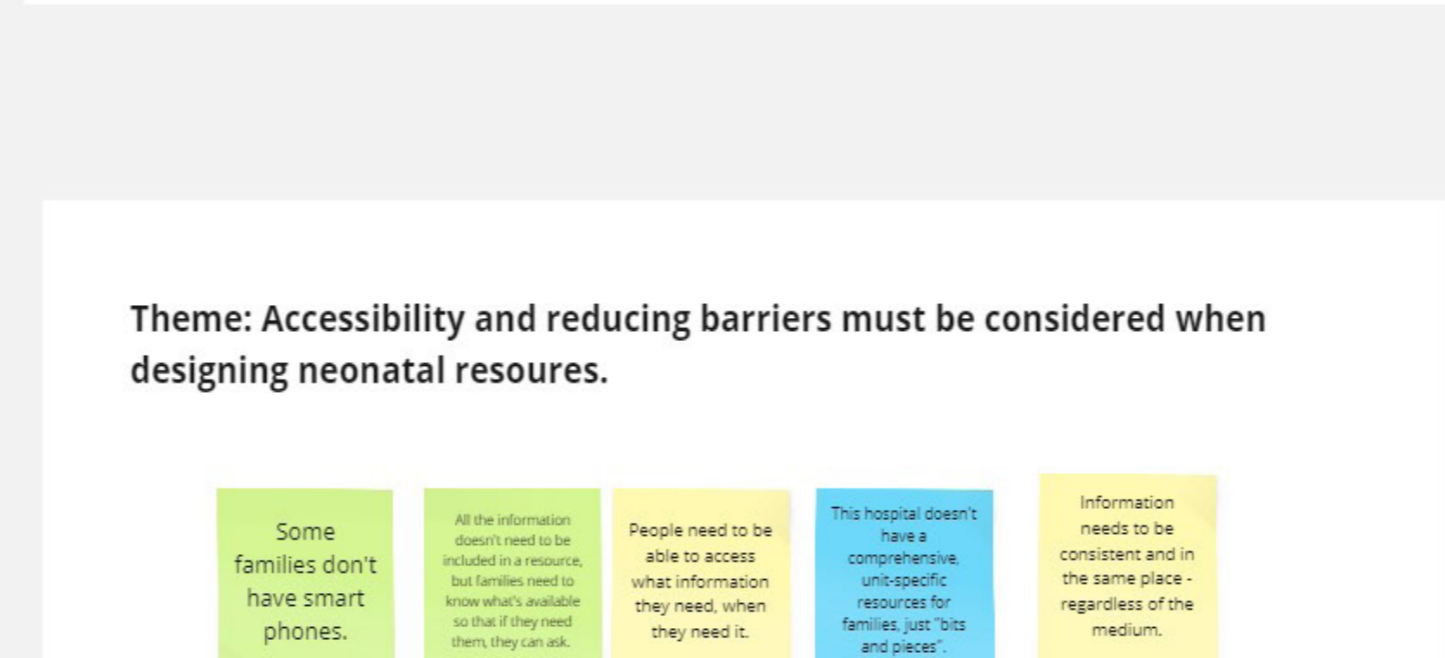 Theme: Accessibility and reducing barriers must be considered when
designing neonatal resoures.
Some
families don't
have smart
phones.
All the information
doesn't need to be
included in a resource,
but families need to
know what's available
so that if they need
them, they can ask.
People need to be
able to access
what information
they need, when
they need it.
This hospital doesn't
have a
comprehensive,
unit-specific
resources for
families, just "bits
and pieces".
Information
needs to be
consistent and in
the same place -
regardless of the
medium.